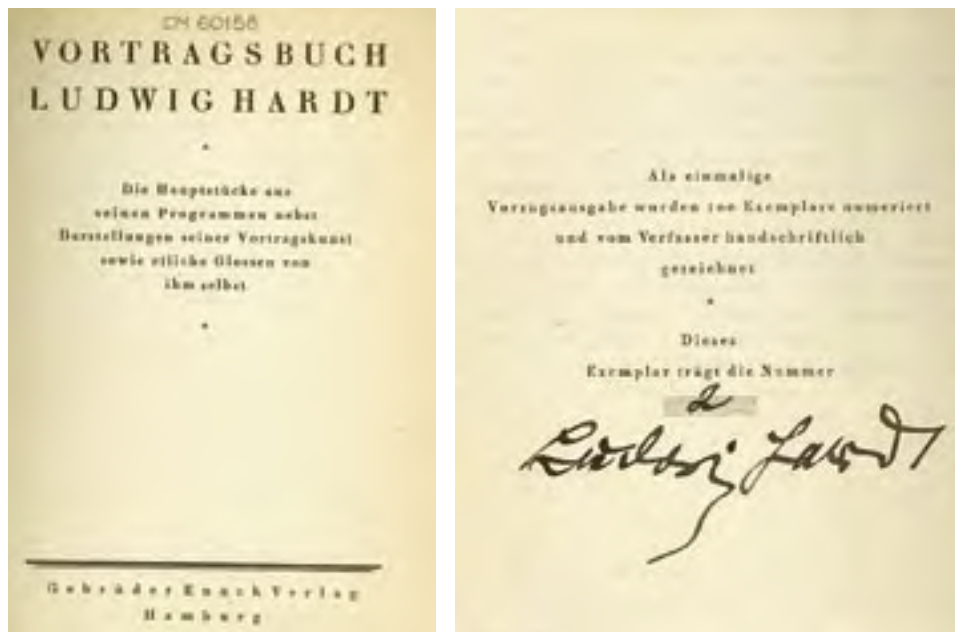 DM 60158
VORTRAGSBUCH
LUDWIG HARDT
Die Hauptstücke aus
seinen Programmen nebst
Darstellungen seiner Vortragskunst
sowie etliche Glossen von
ihm selbst
Gebrüder Enoch Verlag
Hamburg
Als einmalige
Vorzugsausgabe wurden 100 Exemplare numeriert
und vom Verfasser handschriftlich
gezeichnet
Dieses
Exemplar trägt die Nummer
2
Ludwig Hardt